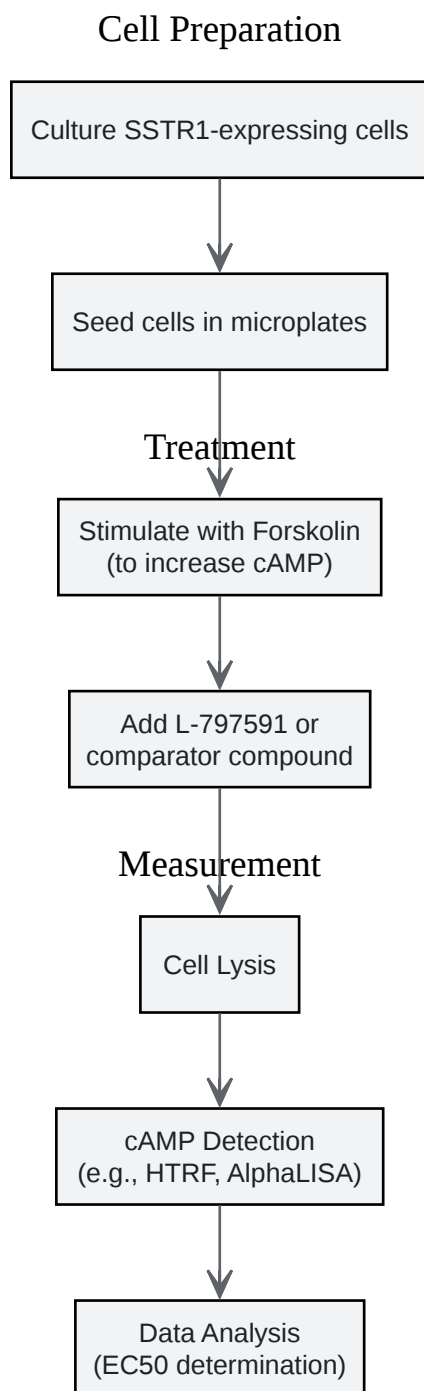 Cell Preparation
Culture SSTR1-expressing cells
Seed cells in microplates
Treatment
Stimulate with Forskolin
(to increase cAMP)
Add L-797591 or
comparator compound
Measurement
Cell Lysis
cAMP Detection
(e.g., HTRF, AlphaLISA)
Data Analysis
(EC50 determination)